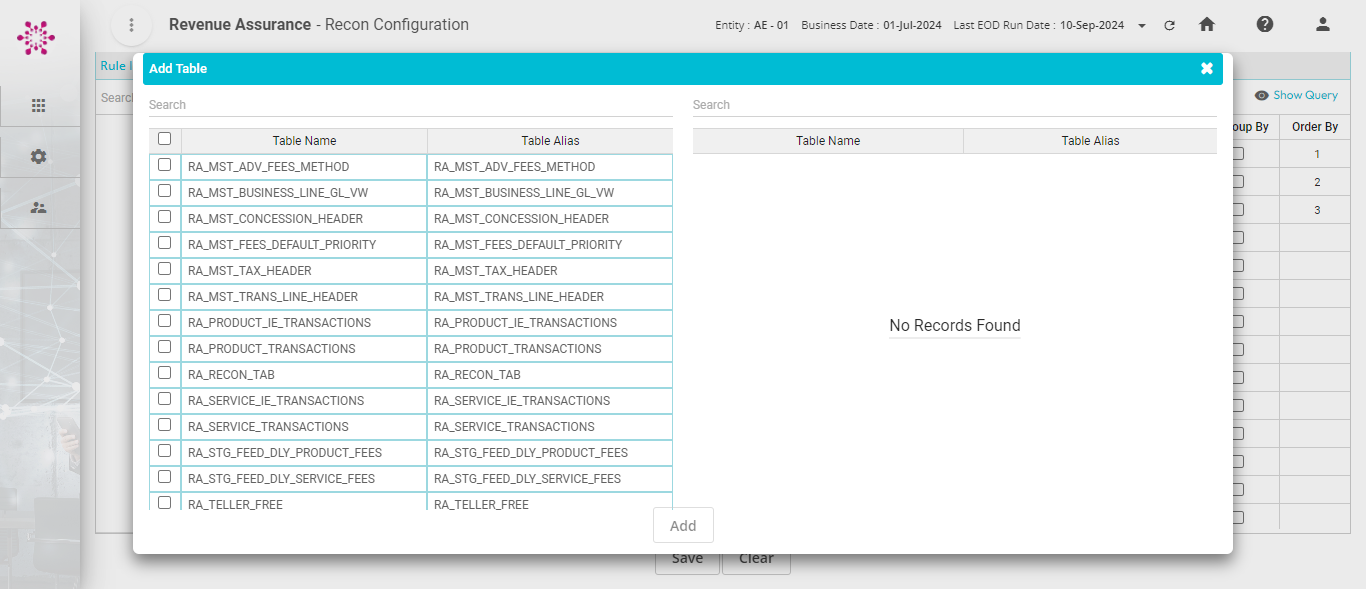 Revenue Assurance - Recon Configuration
Entity : AE - 01 Business Date : 01-Jul-2024 Last EOD Run Date : 10-Sep-2024
Rule
Add Table
Search
Search
Search
Show Query
Table Name Table Alias
Table Name Table Alias
oup By Order By
RA_MST_ADV_FEES_METHOD RA_MST_ADV_FEES_METHOD
1
RA_MST_BUSINESS_LINE_GL_VW RA_MST_BUSINESS_LINE_GL_VW
2
RA_MST_CONCESSION_HEADER RA_MST_CONCESSION_HEADER
3
RA_MST_FEES_DEFAULT_PRIORITY RA_MST_FEES_DEFAULT_PRIORITY
RA_MST_TAX_HEADER RA_MST_TAX_HEADER
RA_MST_TRANS_LINE_HEADER RA_MST_TRANS_LINE_HEADER
RA_PRODUCT_IE_TRANSACTIONS RA_PRODUCT_IE_TRANSACTIONS
No Records Found
RA_PRODUCT_TRANSACTIONS RA_PRODUCT_TRANSACTIONS
RA_RECON_TAB RA_RECON_TAB
RA_SERVICE_IE_TRANSACTIONS RA_SERVICE_IE_TRANSACTIONS
RA_SERVICE_TRANSACTIONS RA_SERVICE_TRANSACTIONS
RA_STG_FEED_DLY_PRODUCT_FEES RA_STG_FEED_DLY_PRODUCT_FEES
RA_STG_FEED_DLY_SERVICE_FEES RA_STG_FEED_DLY_SERVICE_FEES
RA_TELLER_FREE RA_TELLER_FREE
Add
Save Clear